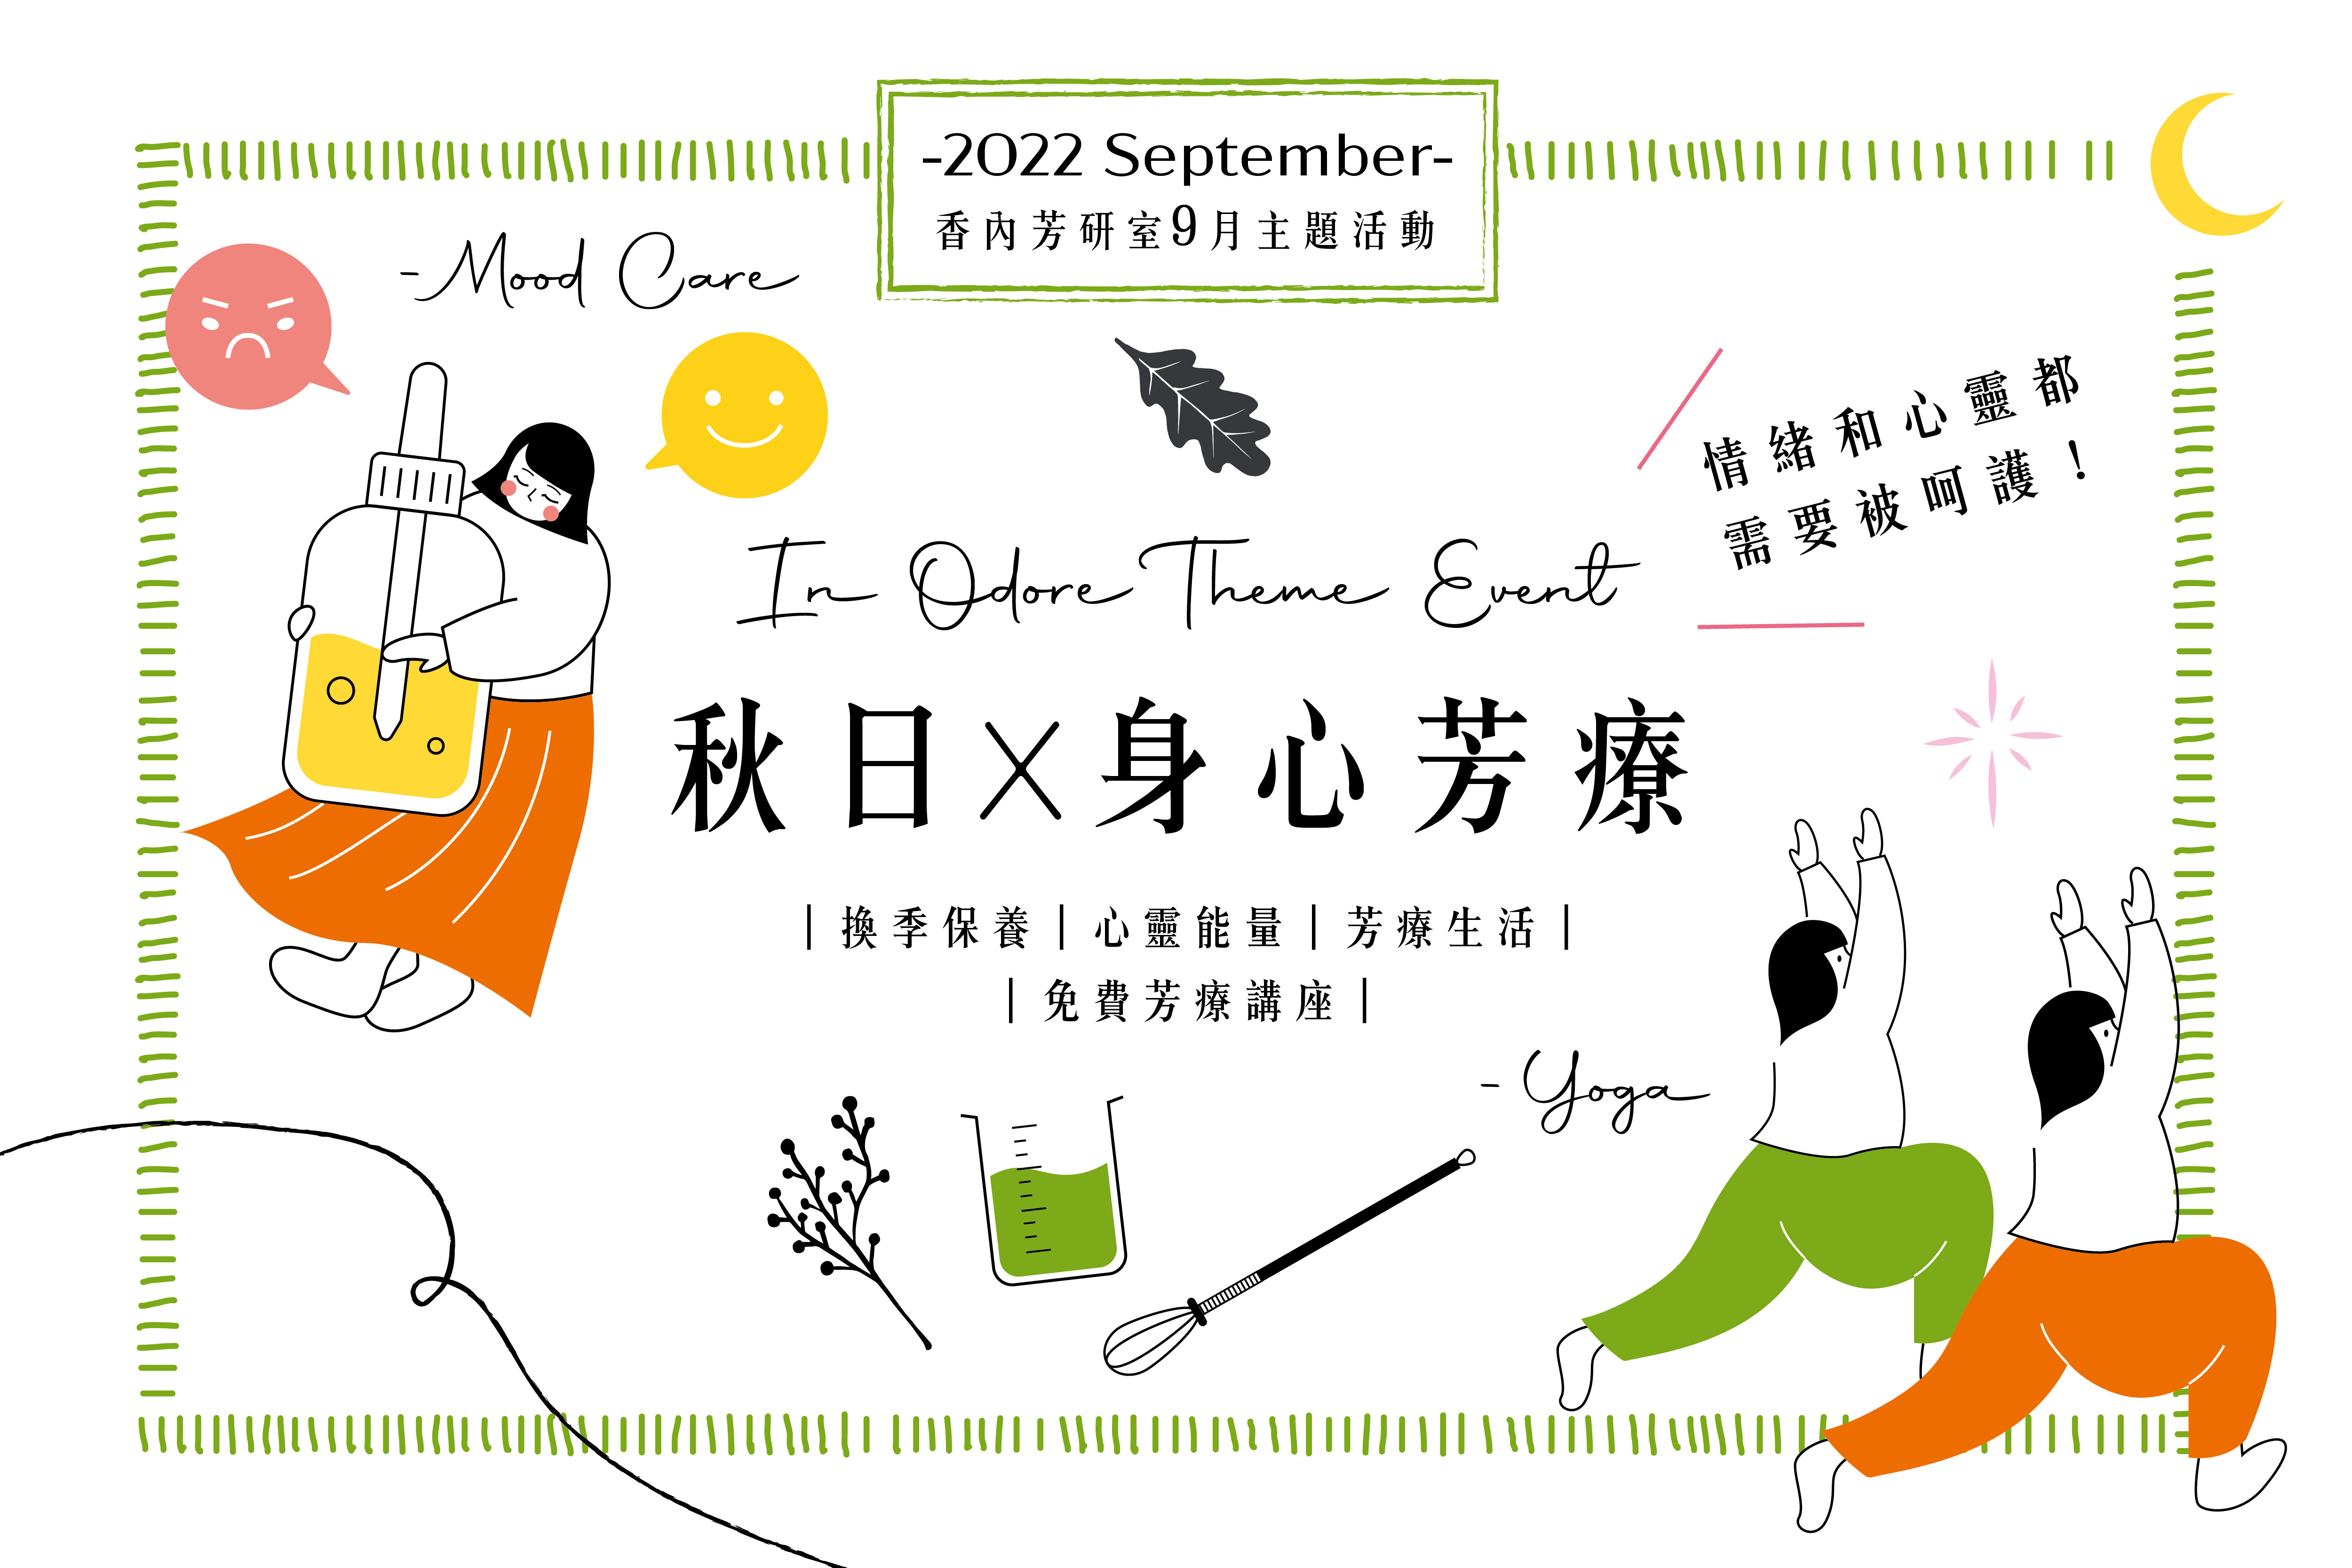 -2022 September-
香內芳研室9月主題活動
-Mood Care
情緒和心靈都
需要被呵護！
In Odore Theme Event
秋日×身心芳療
|換季保養|心靈能量|芳療生活|
|免費芳療講座|
-Yoga